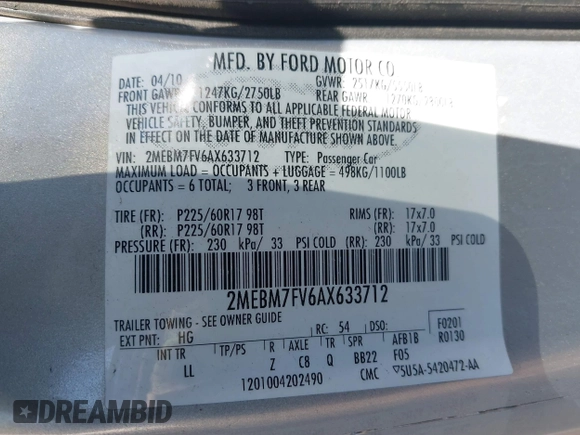 MFD. BY FORD MOTOR CO
DATE: 04/10 GVWR:
FRONT GAWR: 1247KG/2750LB REAR GAWR
THIS VEHICLE CONFORMS TO ALL APPLICABLE FEDERAL MOTOR
VEHICLE SAFETY, BUMPER, AND THEFT PREVENTION STANDARDS
IN EFFECT ON THE DATE OF MANUFACTURE SHOWN ABOVE
VIN: 2MEBM7FV6AX633712 TYPE: Passenger Car
MAXIMUM LOAD = OCCUPANTS + LUGGAGE = 498KG/1100LB
OCCUPANTS = 6 TOTAL; 3 FRONT, 3 REAR
TIRE (FR): P225/60R17 98T RIMS (FR): 17x7.0
(RR): P225/60R17 98T (RR): 17x7.0
PRESSURE (FR): 230 kPa/ 33 PSI COLD (RR): 230 kPa/ 33 PSI COLD
2MEBM7FV6AX633712
TRAILER TOWING - SEE OWNER GUIDE
EXT PNT: HG RC: 54 DSO: F0201
R0130
INT TR TP/PS R AXLE TR SPR AFB1B
LL Z C8 Q BB22 F05
1201004202490 CMC ▽5U5A-5420472-AA
DREAMBID